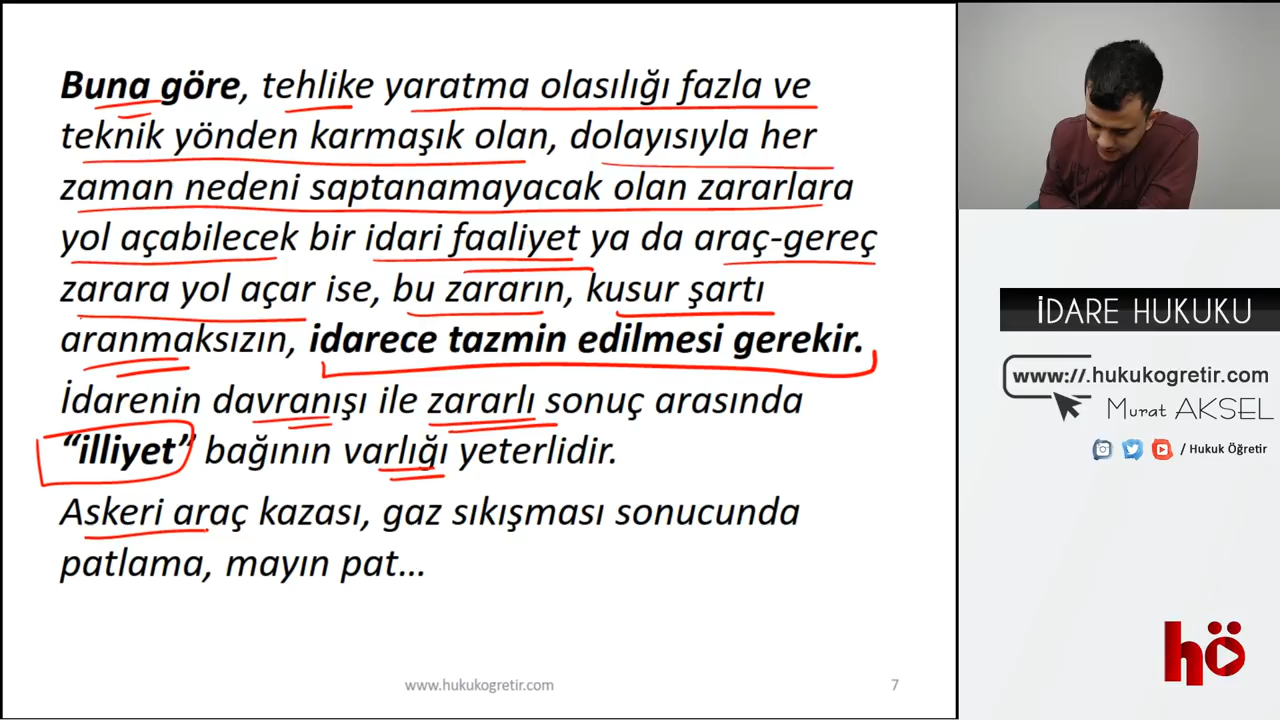 Buna göre, tehlike yaratma olasılığı fazla ve
teknik yönden karmaşık olan, dolayısıyla her
zaman nedeni saptanamayacak olan zararlara
yol açabilecek bir idari faaliyet ya da araç-gereç
zarara yol açar ise, bu zararın, kusur şartı
aranmaksızın, idarece tazmin edilmesi gerekir.
İdarenin davranışı ile zararlı sonuç arasında
“illiyet” bağının varlığı yeterlidir.
Askeri araç kazası, gaz sıkışması sonucunda
patlama, mayın pat...
www.hukukogretir.com
7
İDARE HUKUKU
www://.hukukogretir.com
Murat AKSEL
/ Hukuk Öğretir
hö